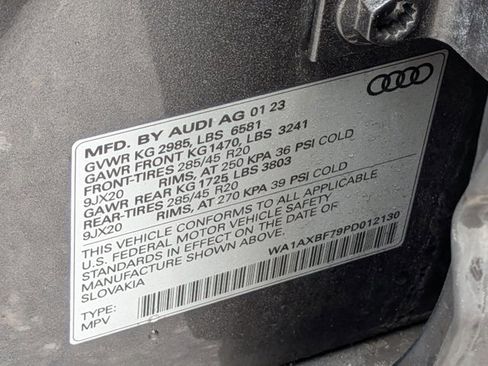 MFD. BY AUDI AG 01 23
GVWR KG 2985, LBS 6581
GAWR FRONT KG1470, LBS 3241
FRONT-TIRES 285/45 R20
9JX20 RIMS, AT 250 KPA 36 PSI COLD
GAWR REAR KG1725 LBS 3803
REAR-TIRES 285/45 R20
9JX20 RIMS, AT 270 KPA 39 PSI COLD
THIS VEHICLE CONFORMS TO ALL APPLICABLE
U.S. FEDERAL MOTOR VEHICLE SAFETY
STANDARDS IN EFFECT ON THE DATE OF
MANUFACTURE SHOWN ABOVE.
SLOVAKIA
WA1AXBF79PD012130
TYPE:
MPV